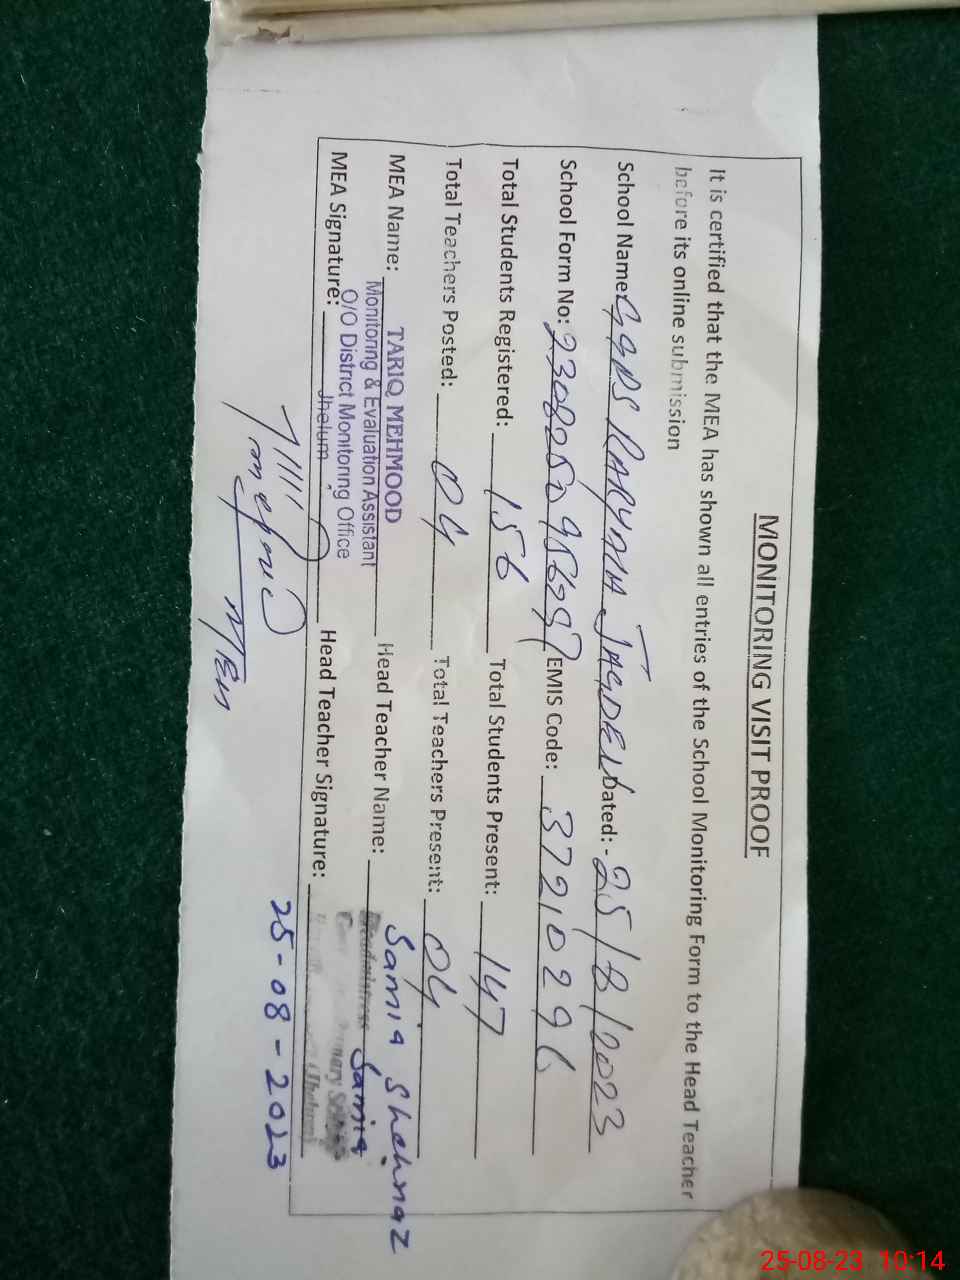 MONITORING VISIT PROOF
It is certified that the MEA has shown all entries of the School Monitoring Form to the Head Teacher
before its online submission
School Name: GGPS Dated: - 25/8/2023
School Form No: EMIS Code: 37210296
Total Students Registered: 156 Total Students Present: 147
Total Teachers Posted: 04 Total Teachers Present: 04
MEA Name: TARIQ MEHMOOD Head Teacher Name: Samia Shehnaz
Monitoring & Evaluation Assistant
O/O District Monitoring Office
Jhelum
MEA Signature: Head Teacher Signature: Samia
Headmistress
(Jhelum)
25-08-2023
25-08-23 10:14